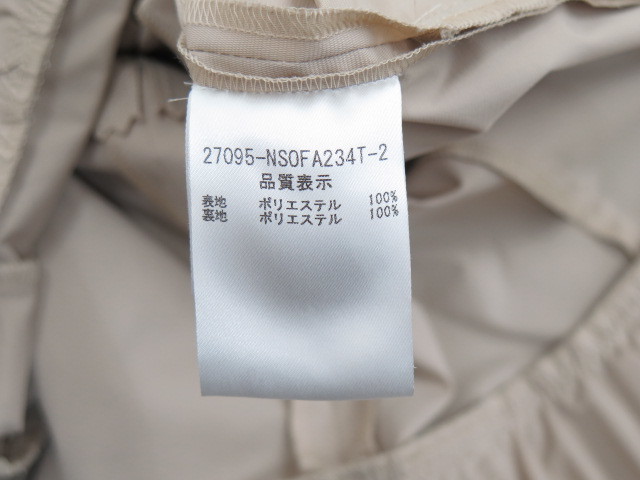 27095-NSOFA234T-2
品質表示
表地 ポリエステル 100%
裏地 ポリエステル 100%